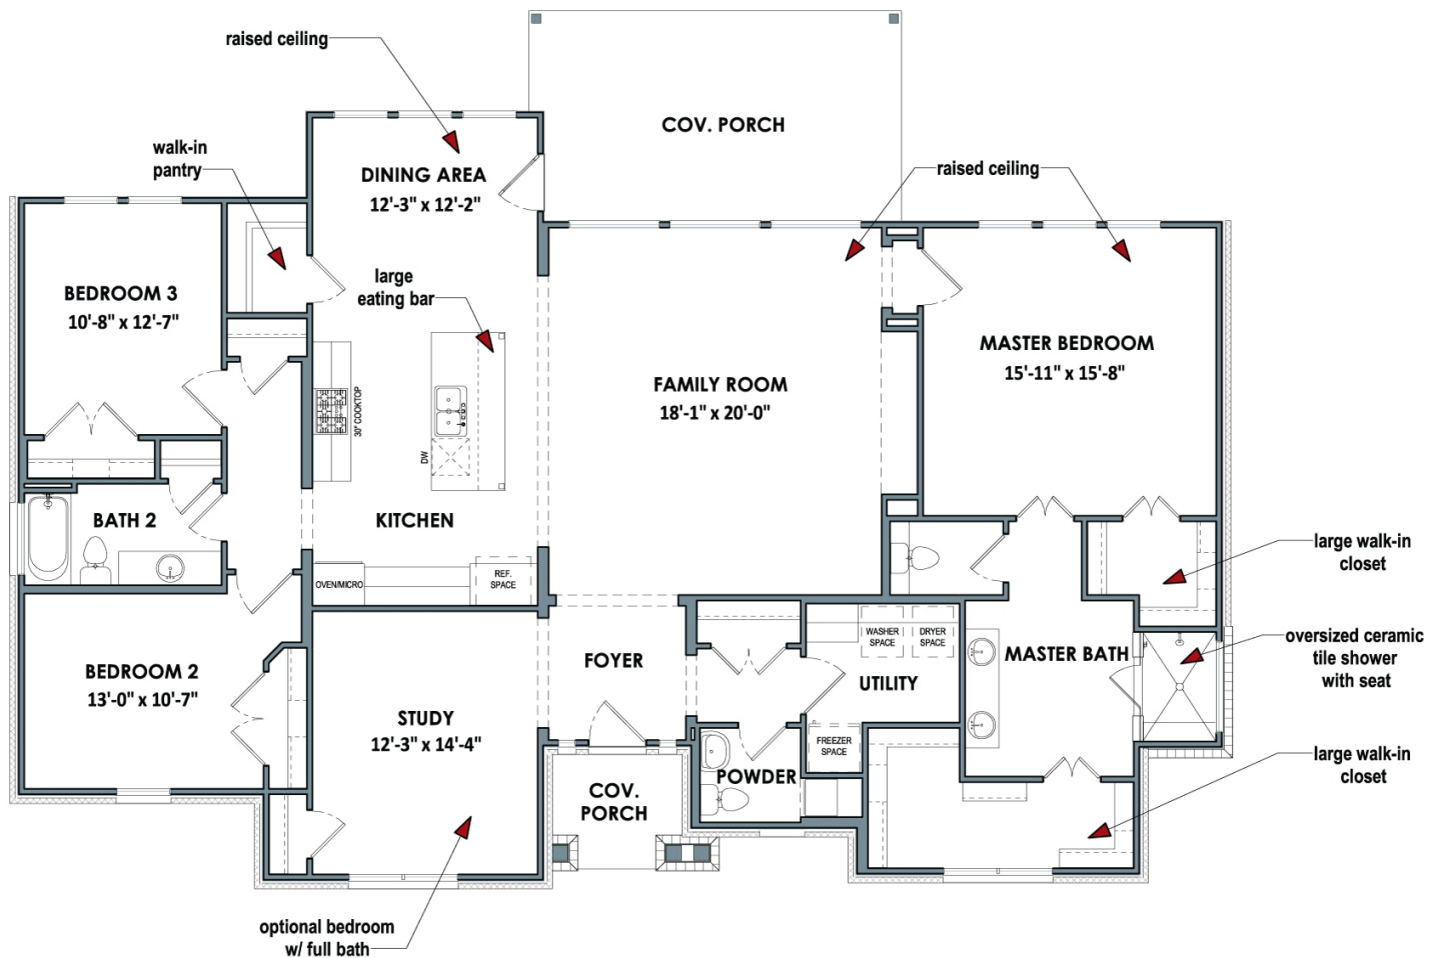 raised ceiling
COV. PORCH
walk-in
pantry
DINING AREA
12'-3" x 12'-2"
raised ceiling
large
eating bar
BEDROOM 3
10'-8" x 12'-7"
MASTER BEDROOM
15'-11" x 15'-8"
FAMILY ROOM
18'-1" x 20'-0"
30" COOKTOP
DW
BATH 2
KITCHEN
large walk-in
closet
OVEN/MICRO
REF.
SPACE
WASHER
SPACE
DRYER
SPACE
oversized ceramic
tile shower
with seat
MASTER BATH
FOYER
BEDROOM 2
13'-0" x 10'-7"
UTILITY
STUDY
12'-3" x 14'-4"
FREEZER
SPACE
POWDER
large walk-in
closet
COV.
PORCH
optional bedroom
w/ full bath